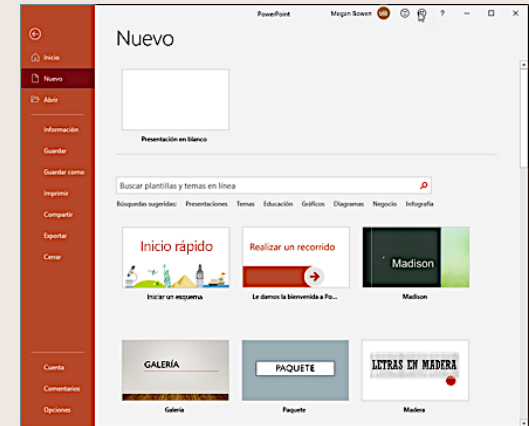 PowerPoint
Megan Bowen
MB
?
Nuevo
Inicio
Nuevo
Abrir
Información
Guardar
Guardar como
Imprimir
Compartir
Exportar
Cerrar
Cuenta
Comentarios
Opciones
Presentación en blanco
Buscar plantillas y temas en línea
Búsquedas sugeridas: Presentaciones Temas Educación Gráficos Diagramas Negocio Infografía
Inicio rápido
Iniciar un esquema
Realizar un recorrido
Le damos la bienvenida a Po...
Madison
Madison
GALERÍA
Galería
PAQUETE
Paquete
LETRAS EN MADERA
Madera